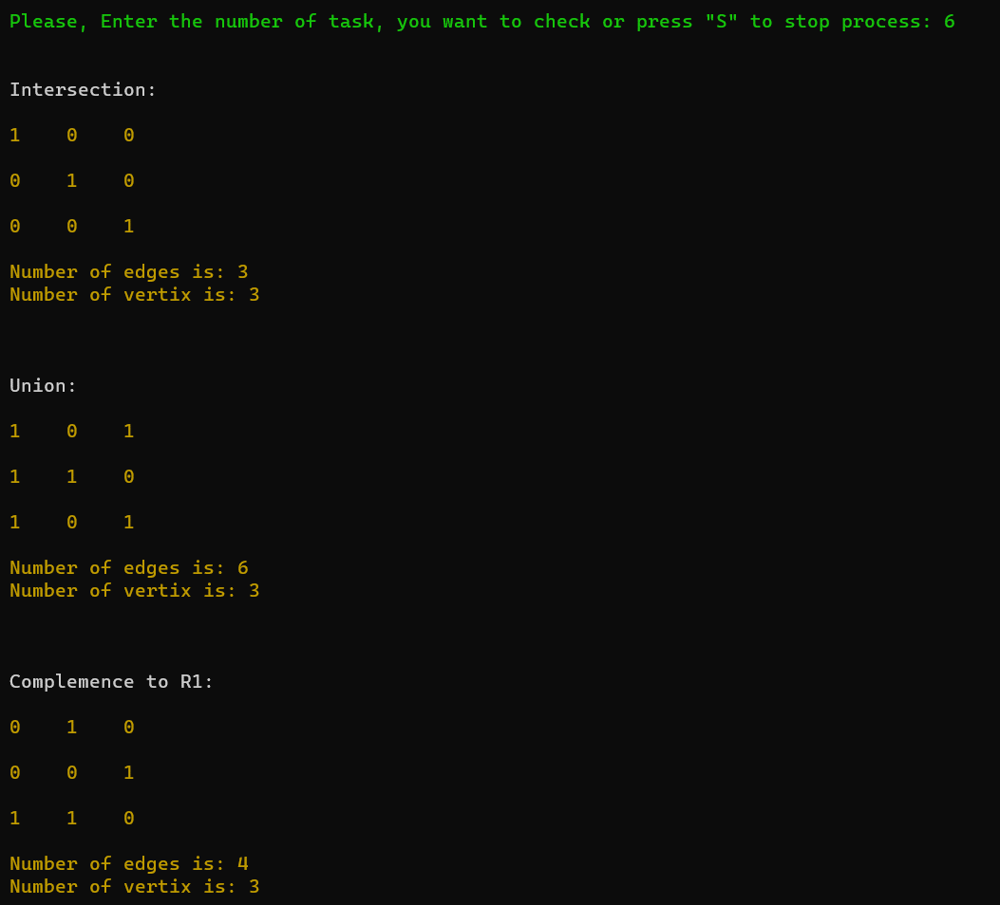 Please, Enter the number of task, you want to check or press "S" to stop process: 6
Intersection:
1 0 0
0 1 0
0 0 1
Number of edges is: 3
Number of vertix is: 3
Union:
1 0 1
1 1 0
1 0 1
Number of edges is: 6
Number of vertix is: 3
Complemence to R1:
0 1 0
0 0 1
1 1 0
Number of edges is: 4
Number of vertix is: 3